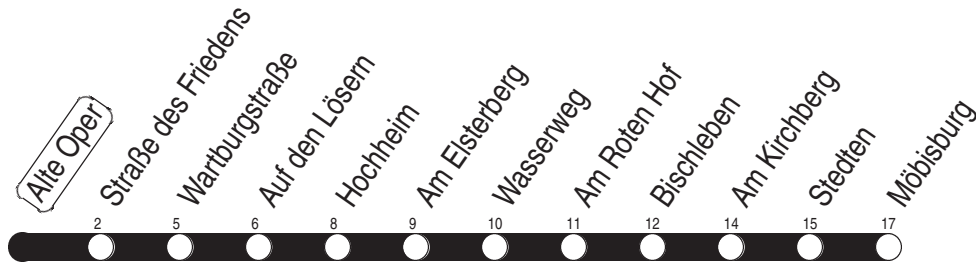 Alte Oper
Straße des Friedens
Wartburgstraße
Auf den Lösern
Hochheim
Am Elsterberg
Wasserweg
Am Roten Hof
Bischleben
Am Kirchberg
Stedten
Möbisburg
2 5 6 8 9 10 11 12 14 15 17